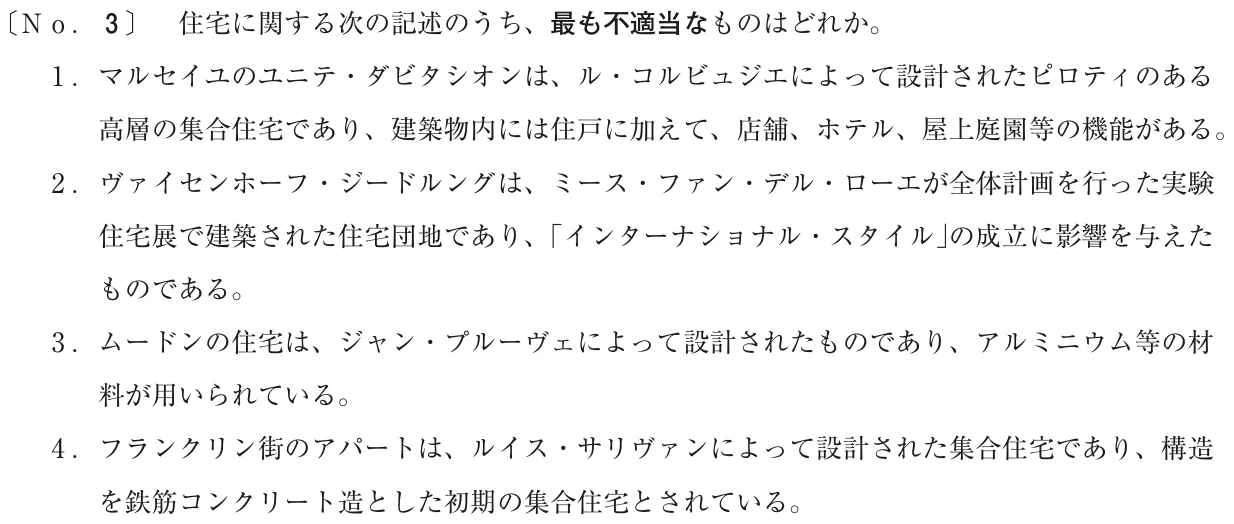 〔No. 3〕 住宅に関する次の記述のうち、最も不適当なものはどれか。
1. マルセイユのユニテ・ダビタシオンは、ル・コルビュジエによって設計されたピロティのある
高層の集合住宅であり、建築物内には住戸に加えて、店舗、ホテル、屋上庭園等の機能がある。
2. ヴァイセンホーフ・ジードルングは、ミース・ファン・デル・ローエが全体計画を行った実験
住宅展で建築された住宅団地であり、「インターナショナル・スタイル」の成立に影響を与えた
ものである。
3. ムードンの住宅は、ジャン・プルーヴェによって設計されたものであり、アルミニウム等の材
料が用いられている。
4. フランクリン街のアパートは、ルイス・サリヴァンによって設計された集合住宅であり、構造
を鉄筋コンクリート造とした初期の集合住宅とされている。